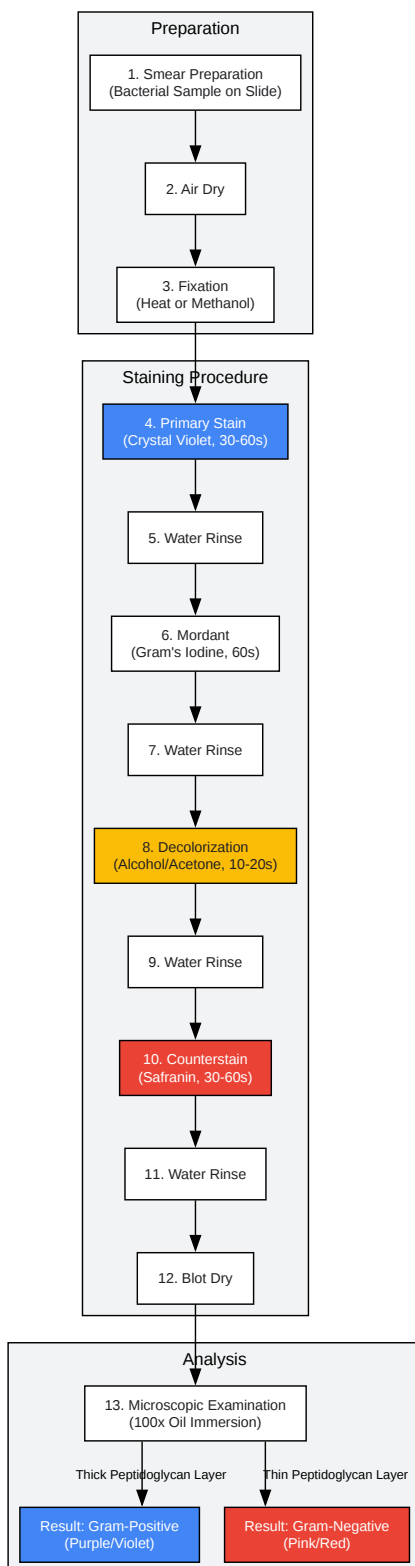 Preparation
1. Smear Preparation
(Bacterial Sample on Slide)
2. Air Dry
3. Fixation
(Heat or Methanol)
Staining Procedure
4. Primary Stain
(Crystal Violet, 30-60s)
5. Water Rinse
6. Mordant
(Gram's Iodine, 60s)
7. Water Rinse
8. Decolorization
(Alcohol/Acetone, 10-20s)
9. Water Rinse
10. Counterstain
(Safranin, 30-60s)
11. Water Rinse
12. Blot Dry
Analysis
13. Microscopic Examination
(100x Oil Immersion)
Thick Peptidoglycan Layer
Thin Peptidoglycan Layer
Result: Gram-Positive
(Purple/Violet)
Result: Gram-Negative
(Pink/Red)